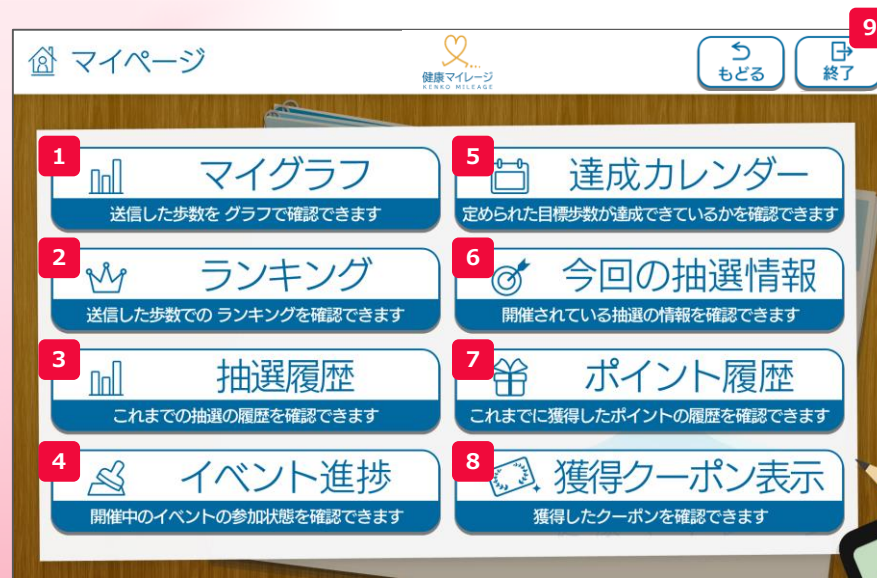 9
マイページ
健康マイレージ
KENKO MILEAGE
もどる
終了
1
マイグラフ
送信した歩数を グラフで確認できます
2
ランキング
送信した歩数での ランキングを確認できます
3
抽選履歴
これまでの抽選の履歴を確認できます
4
イベント進捗
開催中のイベントの参加状態を確認できます
5
達成カレンダー
定められた目標歩数が達成できているかを確認できます
6
今回の抽選情報
開催されている抽選の情報を確認できます
7
ポイント履歴
これまでに獲得したポイントの履歴を確認できます
8
獲得クーポン表示
獲得したクーポンを確認できます